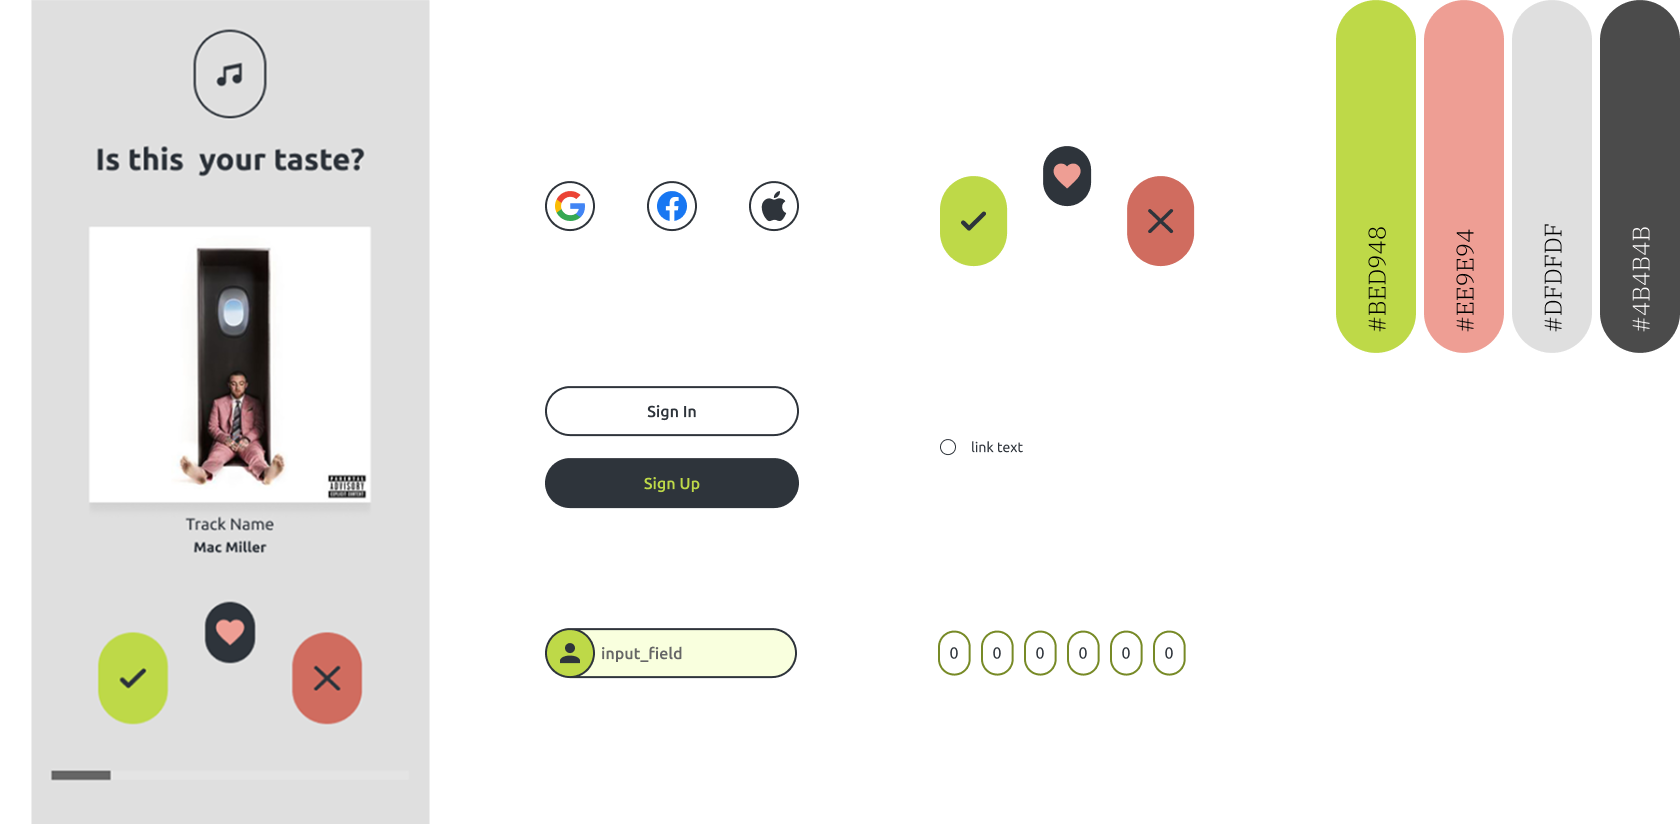 Is this  your taste?
PARENTAL
ADVISORY
EXPLICIT CONTENT
Track Name
Mac Miller
Sign In
Sign Up
input_field
link text
0 0 0 0 0 0
#BED948
#EE9E94
#DFDFDF
#4B4B4B